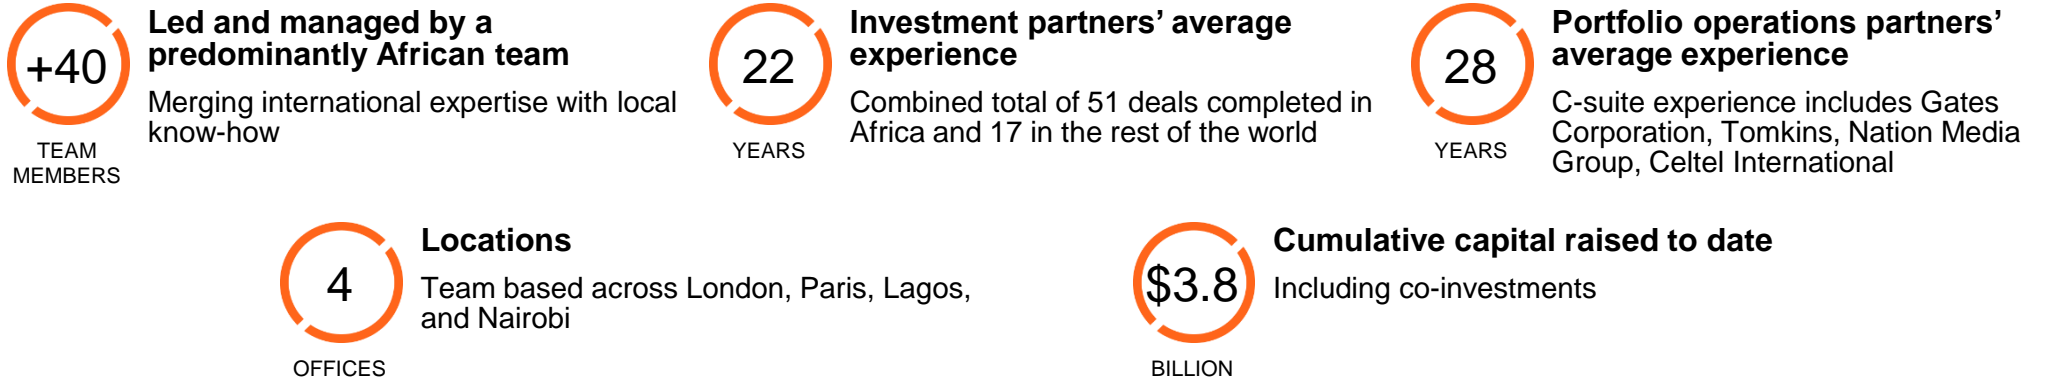 +40
TEAM
MEMBERS
Led and managed by a
predominantly African team
Merging international expertise with local
know-how
22
YEARS
Investment partners’ average
experience
Combined total of 51 deals completed in
Africa and 17 in the rest of the world
28
YEARS
Portfolio operations partners’
average experience
C-suite experience includes Gates
Corporation, Tomkins, Nation Media
Group, Celtel International
4
OFFICES
Locations
Team based across London, Paris, Lagos,
and Nairobi
$3.8
BILLION
Cumulative capital raised to date
Including co-investments